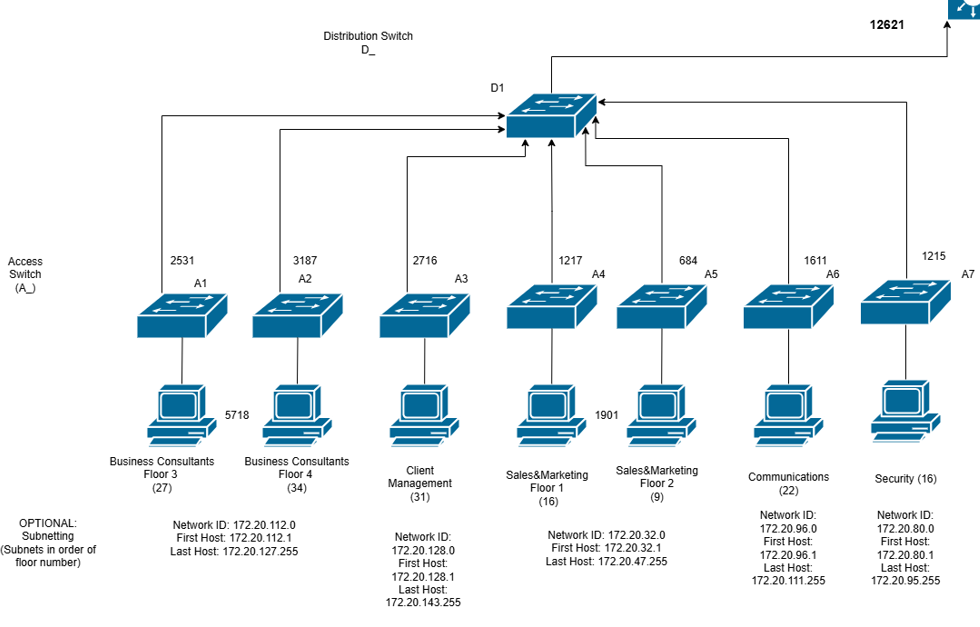 12621
Distribution Switch
D_
D1
Access
Switch
(A_)
2531
A1
3187
A2
2716
A3
1217
A4
684
A5
1611
A6
1215
A7
5718
1901
Business Consultants
Floor 3
(27)
Business Consultants
Floor 4
(34)
Client
Management
(31)
Sales&Marketing
Floor 1
(16)
Sales&Marketing
Floor 2
(9)
Communications
(22)
Security (16)
OPTIONAL:
Subnetting
(Subnets in order of
floor number)
Network ID: 172.20.112.0
First Host: 172.20.112.1
Last Host: 172.20.127.255
Network ID:
172.20.128.0
First Host:
172.20.128.1
Last Host:
172.20.143.255
Network ID: 172.20.32.0
First Host: 172.20.32.1
Last Host: 172.20.47.255
Network ID:
172.20.96.0
First Host:
172.20.96.1
Last Host:
172.20.111.255
Network ID:
172.20.80.0
First Host:
172.20.80.1
Last Host:
172.20.95.255